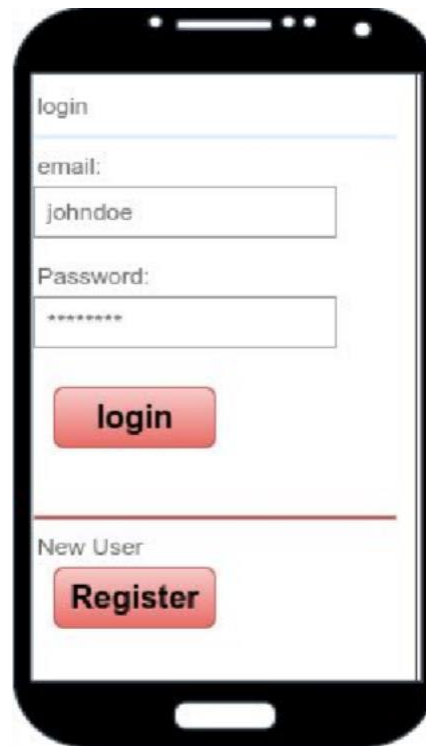 login
email:
johndoe
Password:
********
login
New User
Register